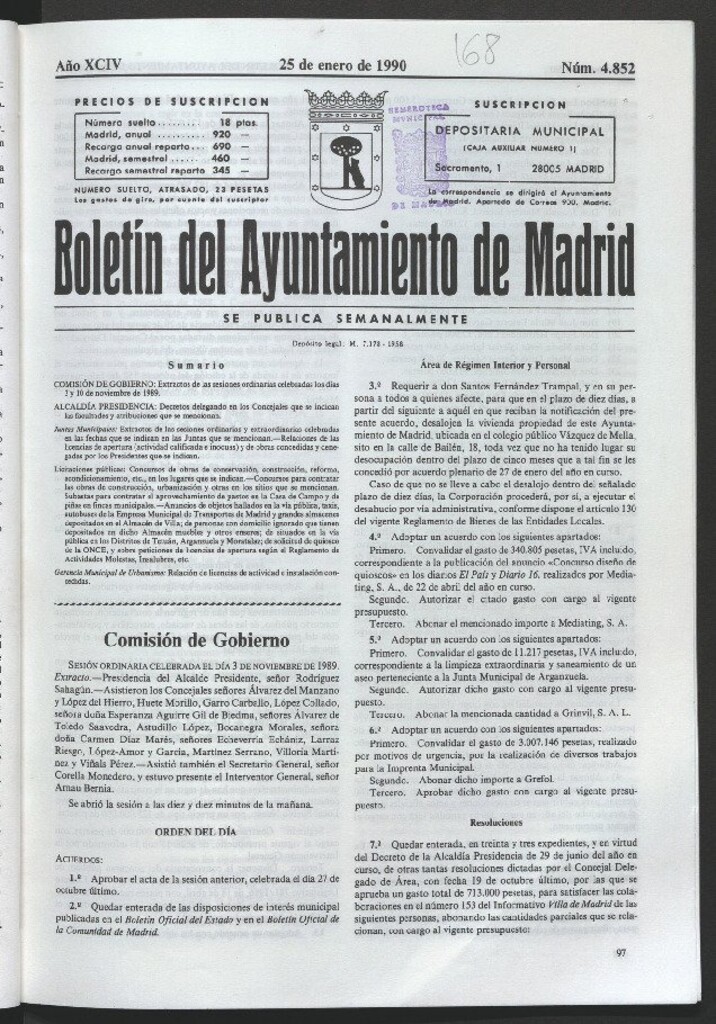 Año XCIV
25 de enero de 1990
168
Núm. 4.852
PRECIOS DE SUSCRIPCION
Número suelto......... 18 ptas.
Madrid, anual .......... 920 —
Recargo anual reparto... 690 —
Madrid, semestral ...... 460 —
Recargo semestral reparto 345 —
NUMERO SUELTO, ATRASADO, 23 PESETAS
Los gastos de giro, por cuenta del suscriptor
HEMEROTECA
MUNICIPAL
DE MADRID
SUSCRIPCION
DEPOSITARIA MUNICIPAL
(CAJA AUXILIAR NUMERO 1)
Sacramento, 1 28005 MADRID
La correspondencia se dirigirá al Ayuntamiento
de Madrid. Apartado de Correos 900. Madrid.
Boletín del Ayuntamiento de Madrid
SE PUBLICA SEMANALMENTE
Depósito legal: M. 7.178 - 1958
Sumario
COMISIÓN DE GOBIERNO: Extractos de las sesiones ordinarias celebradas los días
3 y 10 de noviembre de 1989.
ALCALDÍA PRESIDENCIA: Decretos delegando en los Concejales que se indican
las facultades y atribuciones que se mencionan.
Juntas Municipales: Extractos de las sesiones ordinarias y extraordinarias celebradas
en las fechas que se indican en las Juntas que se mencionan.—Relaciones de las
licencias de apertura (actividad calificada e inocuas) y de obras concedidas y dene-
gadas por los Presidentes que se indican.
Licitaciones públicas: Concursos de obras de conservación, construcción, reforma,
acondicionamiento, etc., en los lugares que se indican.—Concursos para contratar
las obras de construcción, urbanización y otras en los sitios que se mencionan.
Subastas para contratar el aprovechamiento de pastos en la Casa de Campo y de
piñas en fincas municipales.—Anuncios de objetos hallados en la vía pública, taxis,
autobuses de la Empresa Municipal de Transportes de Madrid y grandes almacenes
depositados en el Almacén de Villa; de personas con domicilio ignorado que tienen
depositados en dicho Almacén muebles y otros enseres; de situados en la vía
pública en los Distritos de Tetuán, Arganzuela y Moratalaz; de solicitud de quiosco
de la ONCE, y sobre peticiones de licencias de apertura según el Reglamento de
Actividades Molestas, Insalubres, etc.
Gerencia Municipal de Urbanismo: Relación de licencias de actividad e instalación con-
cedidas.
Comisión de Gobierno
SESIÓN ORDINARIA CELEBRADA EL DÍA 3 DE NOVIEMBRE DE 1989.
Extracto.—Presidencia del Alcalde Presidente, señor Rodríguez
Sahagún.—Asistieron los Concejales señores Álvarez del Manzano
y López del Hierro, Huete Morillo, Garro Carballo, López Collado,
señora doña Esperanza Aguirre Gil de Biedma, señores Álvarez de
Toledo Saavedra, Astudillo López, Bocanegra Morales, señora
doña Carmen Díaz Marés, señores Echeverría Echániz, Larraz
Riesgo, López-Amor y García, Martínez Serrano, Villoria Martí-
nez y Viñals Pérez.—Asistió también el Secretario General, señor
Corella Monedero, y estuvo presente el Interventor General, señor
Arnau Bernia.
Se abrió la sesión a las diez y diez minutos de la mañana.
ORDEN DEL DÍA
ACUERDOS:
1.º Aprobar el acta de la sesión anterior, celebrada el día 27 de
octubre último.
2.º Quedar enterada de las disposiciones de interés municipal
publicadas en el Boletín Oficial del Estado y en el Boletín Oficial de
la Comunidad de Madrid.
Área de Régimen Interior y Personal
3.º Requerir a don Santos Fernández Trampal, y en su per-
sona a todos a quienes afecte, para que en el plazo de diez días, a
partir del siguiente a aquél en que reciban la notificación del pre-
sente acuerdo, desalojen la vivienda propiedad de este Ayunta-
miento de Madrid, ubicada en el colegio público Vázquez de Mella,
sito en la calle de Bailén, 18, toda vez que no ha tenido lugar su
desocupación dentro del plazo de cinco meses que a tal fin se les
concedió por acuerdo plenario de 27 de enero del año en curso.
Caso de que no se lleve a cabo el desalojo dentro del señalado
plazo de diez días, la Corporación procederá, por sí, a ejecutar el
desahucio por vía administrativa, conforme dispone el artículo 130
del vigente Reglamento de Bienes de las Entidades Locales.
4.º Adoptar un acuerdo con los siguientes apartados:
Primero. Convalidar el gasto de 340.805 pesetas, IVA incluido,
correspondiente a la publicación del anuncio «Concurso diseño de
quioscos» en los diarios El País y Diario 16, realizados por Media-
ting, S. A., de 22 de abril del año en curso.
Segundo. Autorizar el citado gasto con cargo al vigente
presupuesto.
Tercero. Abonar el mencionado importe a Mediating, S. A.
5.º Adoptar un acuerdo con los siguientes apartados:
Primero. Convalidar el gasto de 11.217 pesetas, IVA incluido,
correspondiente a la limpieza extraordinaria y saneamiento de un
aseo perteneciente a la Junta Municipal de Arganzuela.
Segundo. Autorizar dicho gasto con cargo al vigente presu-
puesto.
Tercero. Abonar la mencionada cantidad a Grinvil, S. A. L.
6.º Adoptar un acuerdo con los siguientes apartados:
Primero. Convalidar el gasto de 3.007.146 pesetas, realizado
por motivos de urgencia, por la realización de diversos trabajos
para la Imprenta Municipal.
Segundo. Abonar dicho importe a Grefol.
Tercero. Aprobar dicho gasto con cargo al vigente presu-
puesto.
Resoluciones
7.º Quedar enterada, en treinta y tres expedientes, y en virtud
del Decreto de la Alcaldía Presidencia de 29 de junio del año en
curso, de otras tantas resoluciones dictadas por el Concejal Dele-
gado de Área, con fecha 19 de octubre último, por las que se
aprueba un gasto total de 713.000 pesetas, para satisfacer las cola-
boraciones en el número 153 del Informativo Villa de Madrid de las
siguientes personas, abonando las cantidades parciales que se rela-
cionan, con cargo al vigente presupuesto:
97